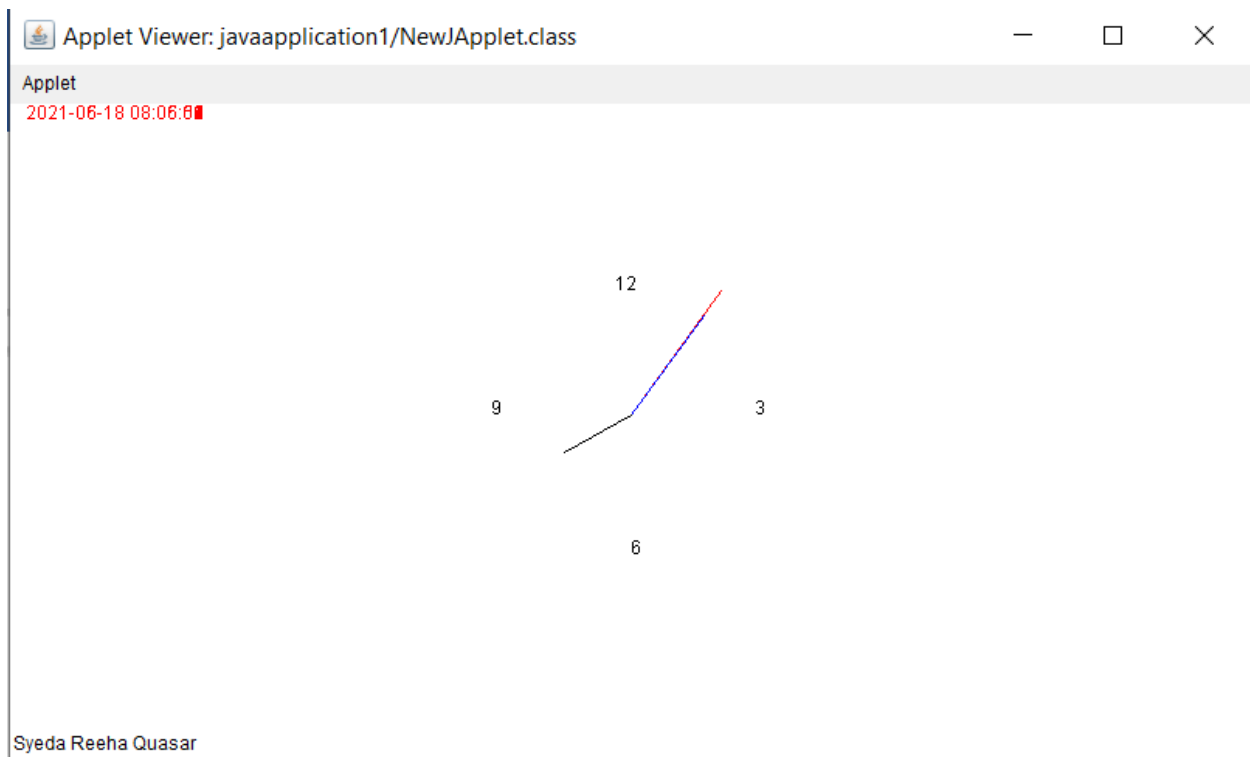 Applet Viewer: javaapplication1/NewJApplet.class
Applet
2021-06-18 08:06:
12
9
3
6
Syeda Reeha Quasar